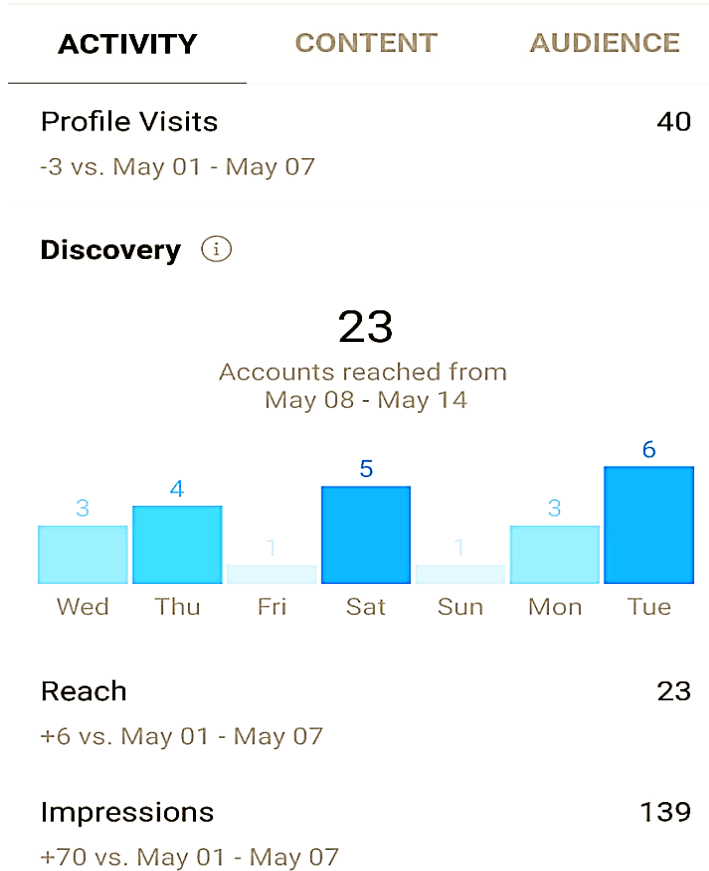 ACTIVITY CONTENT AUDIENCE
Profile Visits 40
-3 vs. May 01 - May 07
Discovery i
23
Accounts reached from
May 08 - May 14
3 4 1 5 1 3 6
Wed Thu Fri Sat Sun Mon Tue
Reach 23
+6 vs. May 01 - May 07
Impressions 139
+70 vs. May 01 - May 07